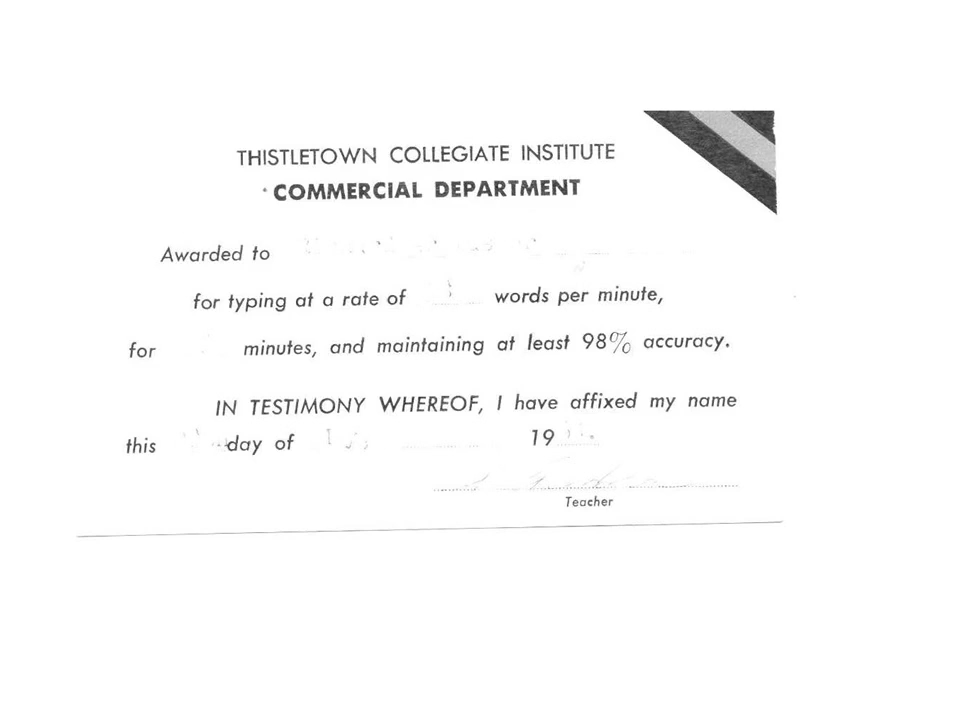 THISTLETOWN COLLEGIATE INSTITUTE
COMMERCIAL DEPARTMENT
Awarded to
for typing at a rate of words per minute,
for minutes, and maintaining at least 98% accuracy.
IN TESTIMONY WHEREOF, I have affixed my name
this day of 19
Teacher